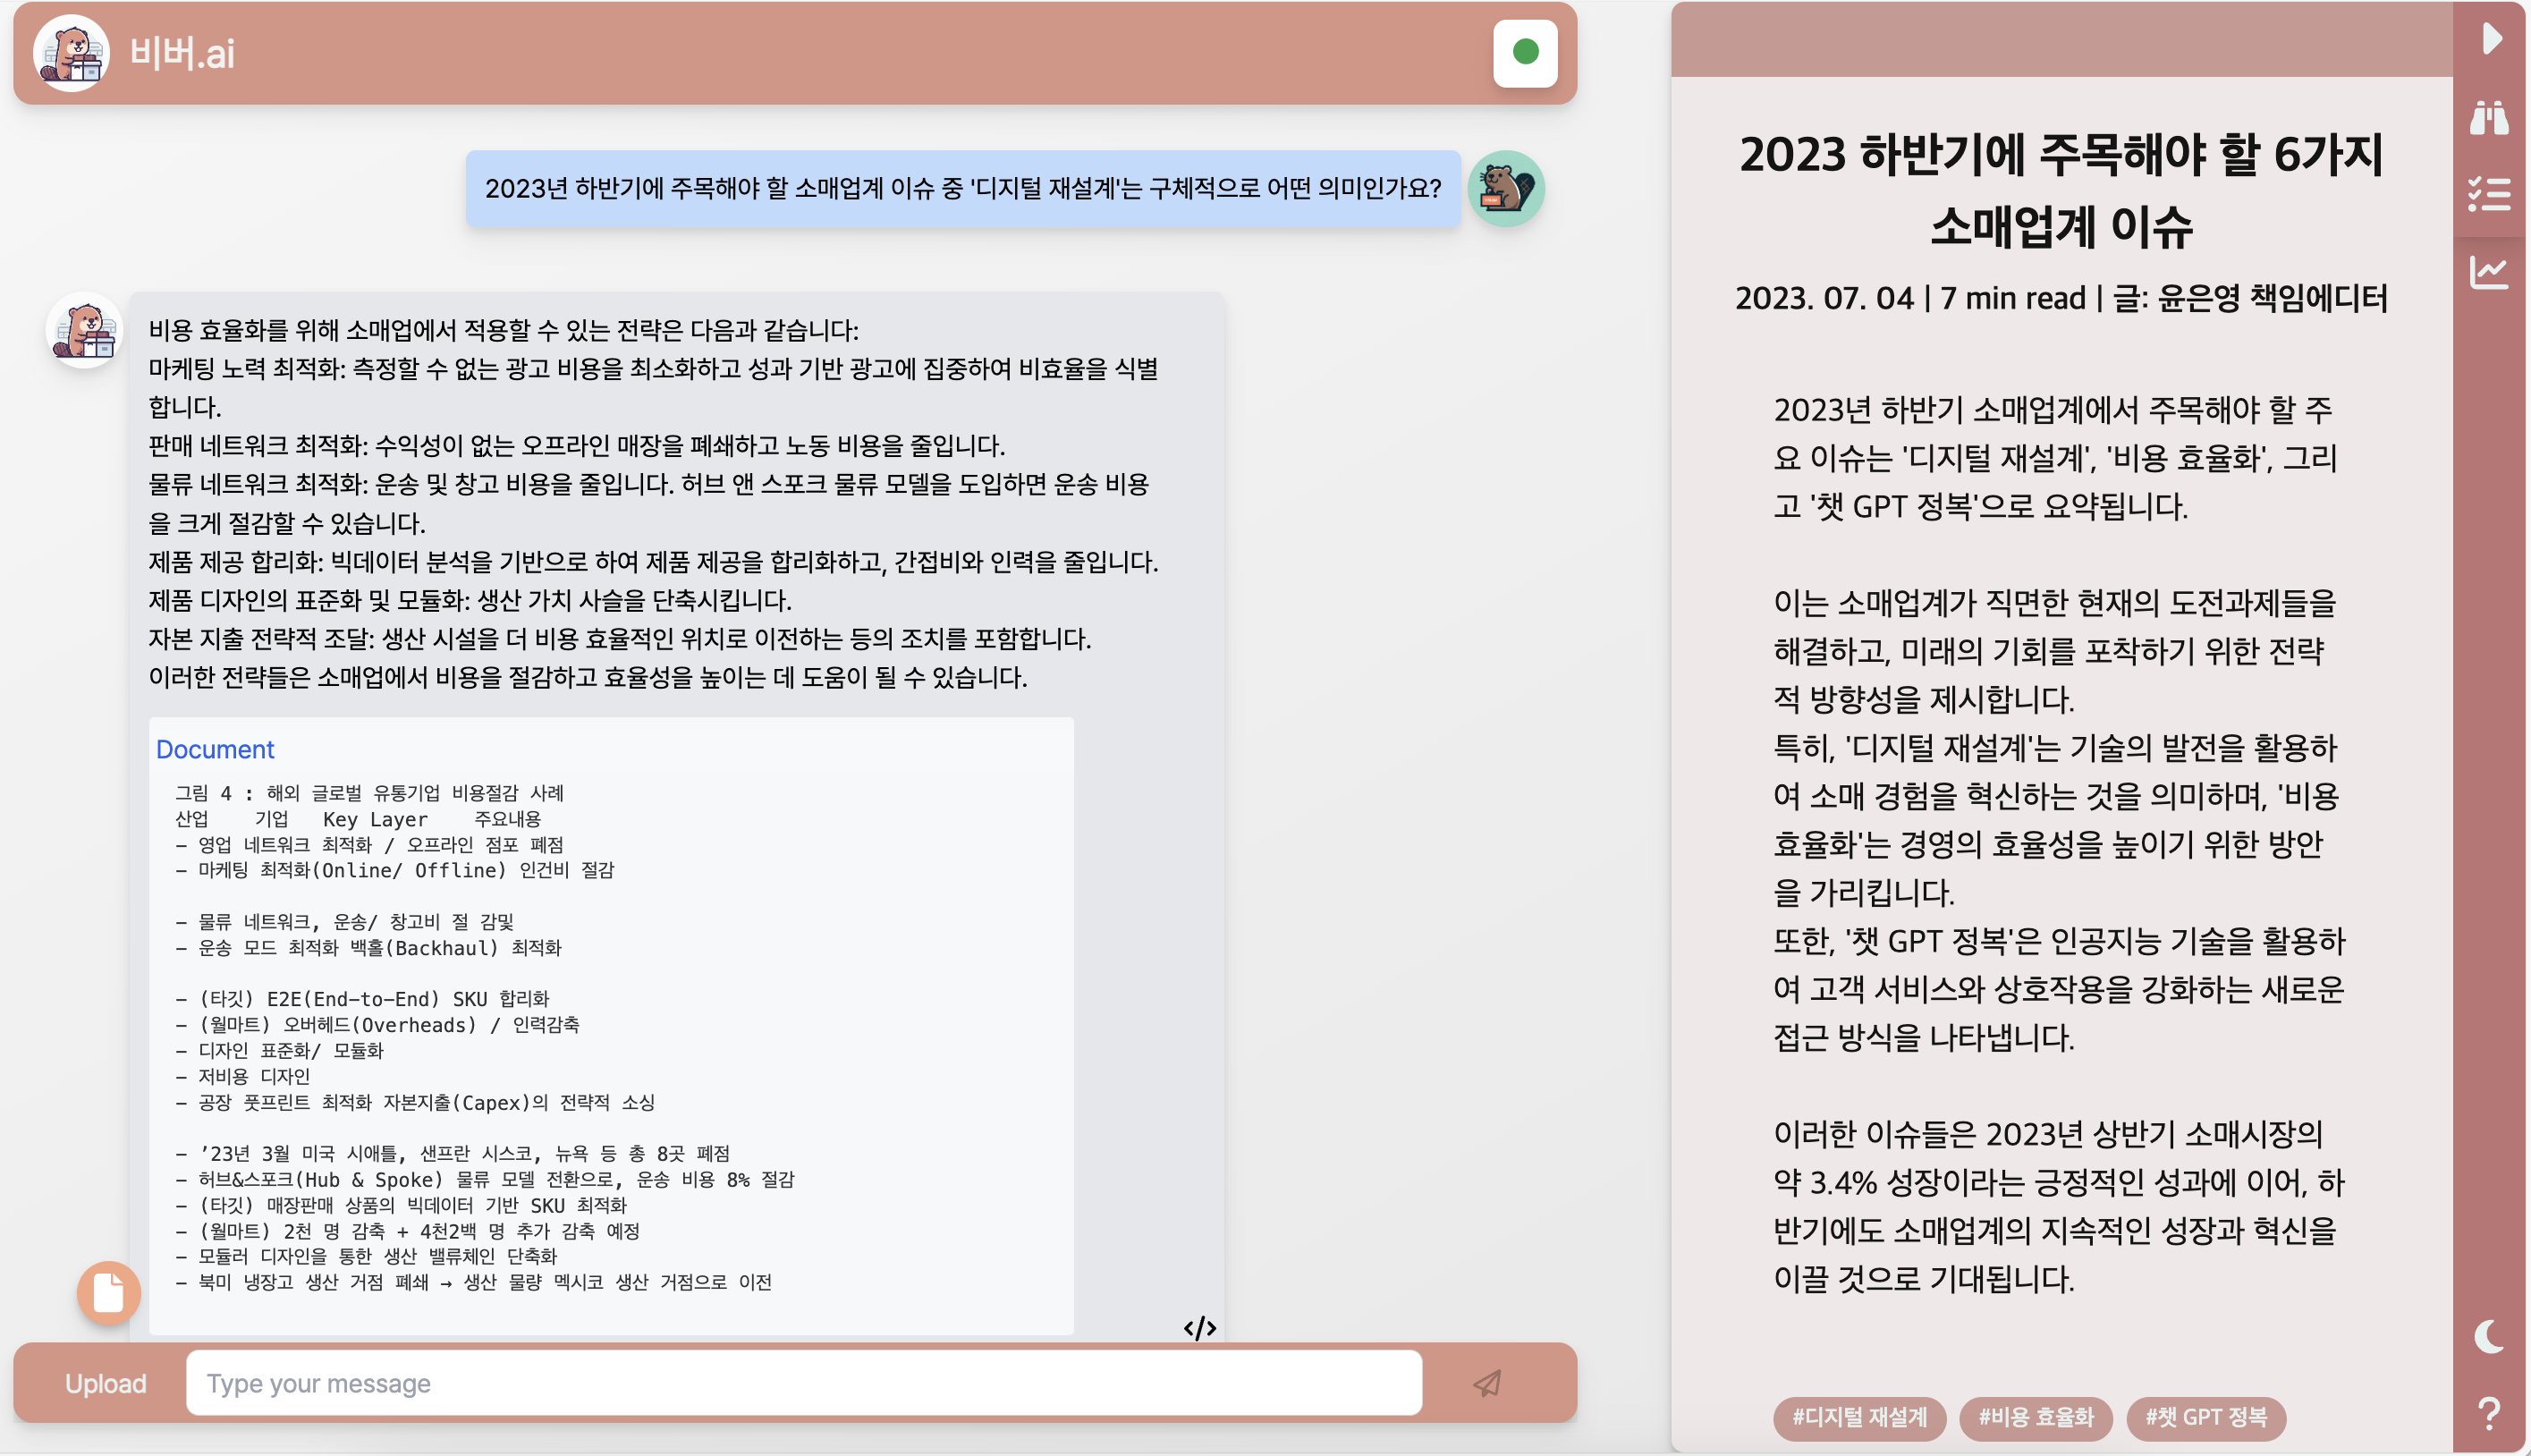 비버.ai
2023년 하반기에 주목해야 할 소매업계 이슈 중 '디지털 재설계'는 구체적으로 어떤 의미인가요?
비용 효율화를 위해 소매업에서 적용할 수 있는 전략은 다음과 같습니다:
마케팅 노력 최적화: 측정할 수 없는 광고 비용을 최소화하고 성과 기반 광고에 집중하여 비효율을 식별
합니다.
판매 네트워크 최적화: 수익성이 없는 오프라인 매장을 폐쇄하고 노동 비용을 줄입니다.
물류 네트워크 최적화: 운송 및 창고 비용을 줄입니다. 허브 앤 스포크 물류 모델을 도입하면 운송 비용
을 크게 절감할 수 있습니다.
제품 제공 합리화: 빅데이터 분석을 기반으로 하여 제품 제공을 합리화하고, 간접비와 인력을 줄입니다.
제품 디자인의 표준화 및 모듈화: 생산 가치 사슬을 단축시킵니다.
자본 지출 전략적 조달: 생산 시설을 더 비용 효율적인 위치로 이전하는 등의 조치를 포함합니다.
이러한 전략들은 소매업에서 비용을 절감하고 효율성을 높이는 데 도움이 될 수 있습니다.
Document
그림 4 : 해외 글로벌 유통기업 비용절감 사례
산업 기업 Key Layer 주요내용
- 영업 네트워크 최적화 / 오프라인 점포 폐점
- 마케팅 최적화(Online/ Offline) 인건비 절감
- 물류 네트워크, 운송/ 창고비 절 감및
- 운송 모드 최적화 백홀(Backhaul) 최적화
- (타깃) E2E(End-to-End) SKU 합리화
- (월마트) 오버헤드(Overheads) / 인력감축
- 디자인 표준화/ 모듈화
- 저비용 디자인
- 공장 풋프린트 최적화 자본지출(Capex)의 전략적 소싱
- ’23년 3월 미국 시애틀, 샌프란 시스코, 뉴욕 등 총 8곳 폐점
- 허브&스포크(Hub & Spoke) 물류 모델 전환으로, 운송 비용 8% 절감
- (타깃) 매장판매 상품의 빅데이터 기반 SKU 최적화
- (월마트) 2천 명 감축 + 4천2백 명 추가 감축 예정
- 모듈러 디자인을 통한 생산 밸류체인 단축화
- 북미 냉장고 생산 거점 폐쇄 → 생산 물량 멕시코 생산 거점으로 이전
</>
Upload
Type your message
2023 하반기에 주목해야 할 6가지
소매업계 이슈
2023. 07. 04 | 7 min read | 글: 윤은영 책임에디터
2023년 하반기 소매업계에서 주목해야 할 주
요 이슈는 '디지털 재설계', '비용 효율화', 그리
고 '챗 GPT 정복'으로 요약됩니다.
이는 소매업계가 직면한 현재의 도전과제들을
해결하고, 미래의 기회를 포착하기 위한 전략
적 방향성을 제시합니다.
특히, '디지털 재설계'는 기술의 발전을 활용하
여 소매 경험을 혁신하는 것을 의미하며, '비용
효율화'는 경영의 효율성을 높이기 위한 방안
을 가리킵니다.
또한, '챗 GPT 정복'은 인공지능 기술을 활용하
여 고객 서비스와 상호작용을 강화하는 새로운
접근 방식을 나타냅니다.
이러한 이슈들은 2023년 상반기 소매시장의
약 3.4% 성장이라는 긍정적인 성과에 이어, 하
반기에도 소매업계의 지속적인 성장과 혁신을
이끌 것으로 기대됩니다.
#디지털 재설계 #비용 효율화 #챗 GPT 정복